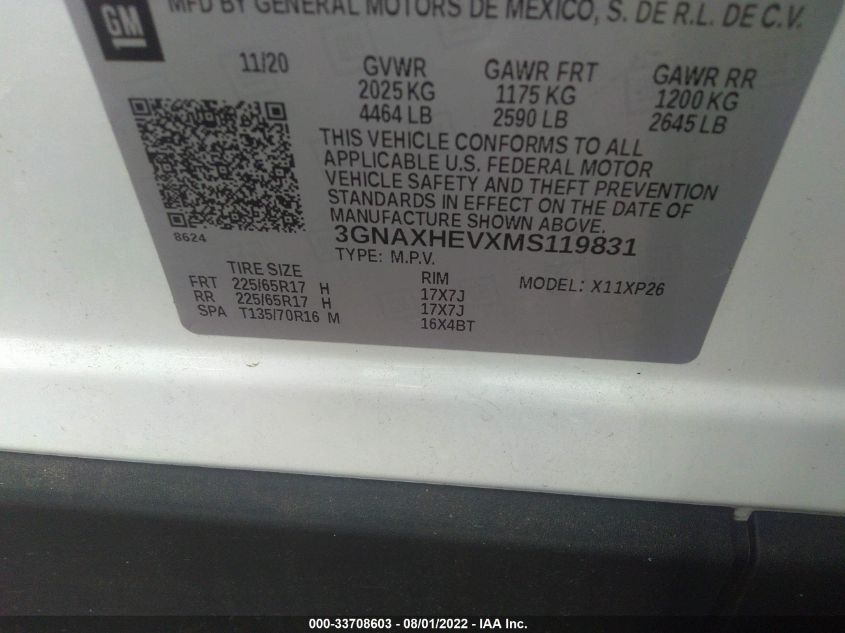 GM
MFD BY GENERAL MOTORS DE MEXICO, S. DE R.L. DE C.V.
11/20 GVWR GAWR FRT GAWR RR
2025 KG 1175 KG 1200 KG
4464 LB 2590 LB 2645 LB
THIS VEHICLE CONFORMS TO ALL
APPLICABLE U.S. FEDERAL MOTOR
VEHICLE SAFETY AND THEFT PREVENTION
STANDARDS IN EFFECT ON THE DATE OF
MANUFACTURE SHOWN ABOVE.
8624
3GNAXHEVXMS119831
TYPE: M.P.V.
TIRE SIZE RIM MODEL: X11XP26
FRT 225/65R17 H 17X7J
RR 225/65R17 H 17X7J
SPA T135/70R16 M 16X4BT
000-33708603 - 08/01/2022 - IAA Inc.